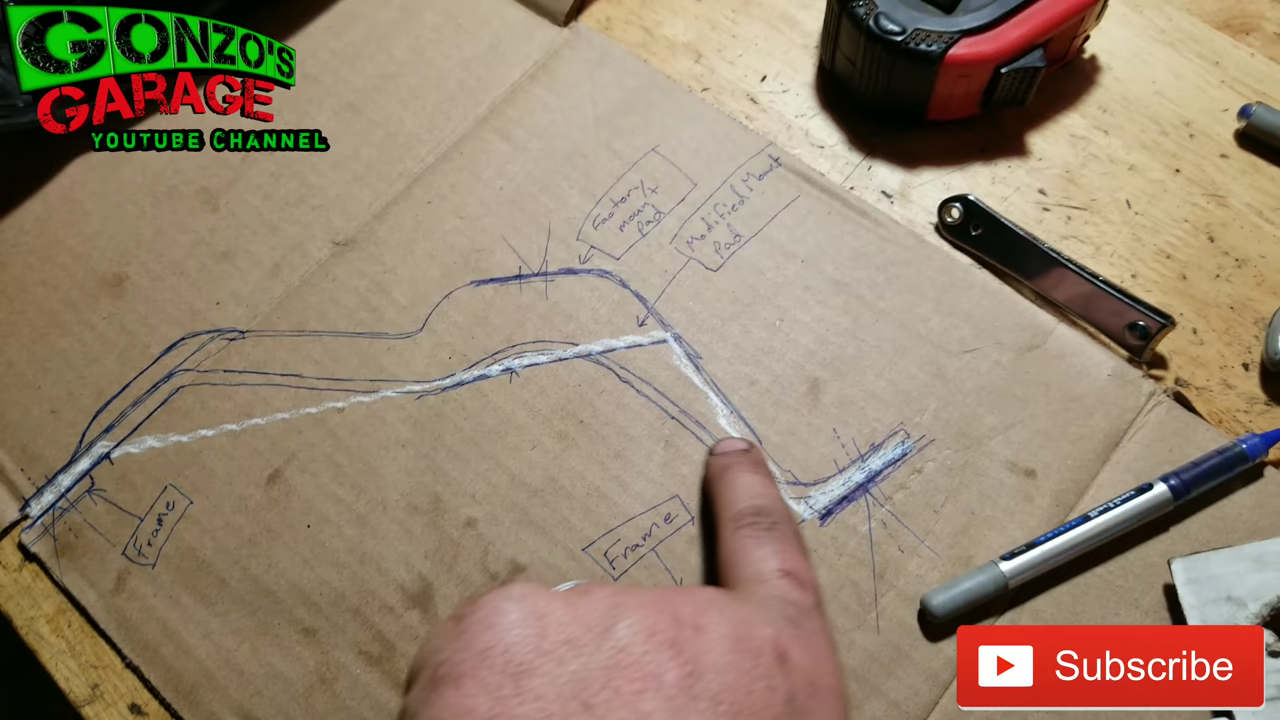 GONZO'S
GARAGE
YOUTUBE CHANNEL
Factory
mount
Pad
Modified Mount
Pad
Frame
Frame
Subscribe